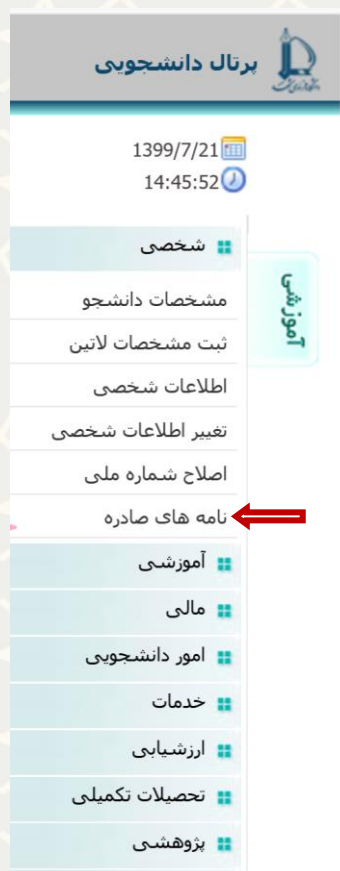 پرتال دانشجویی
1399/7/21
14:45:52
شخصی
آموزشی
مشخصات دانشجو
ثبت مشخصات لاتین
اطلاعات شخصی
تغییر اطلاعات شخصی
اصلاح شماره ملی
نامه های صادره
آموزشی
مالی
امور دانشجویی
خدمات
ارزشیابی
تحصیلات تکمیلی
پژوهشی